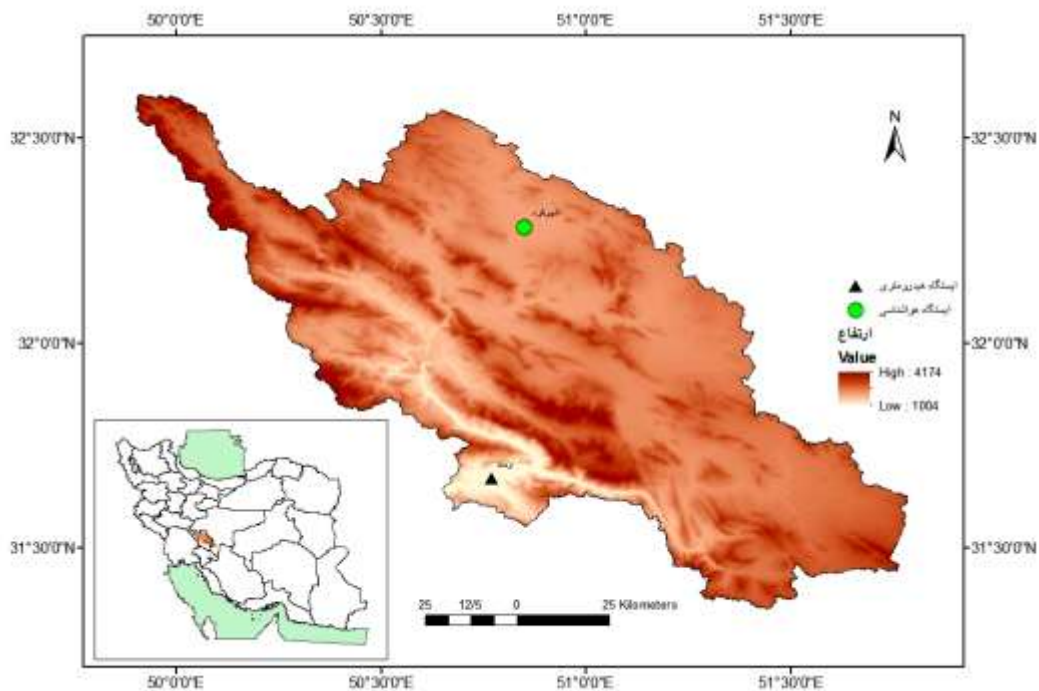 50°0'0"E 50°30'0"E 51°0'0"E 51°30'0"E
32°30'0"N 32°30'0"N
N
شهرکرد
ایستگاه هیدرومتری
ایستگاه هواشناسی
ارتفاع
Value
High : 4174
Low : 1004
32°0'0"N 32°0'0"N
31°30'0"N 31°30'0"N
25 12/5 0 25 Kilometers
50°0'0"E 50°30'0"E 51°0'0"E 51°30'0"E